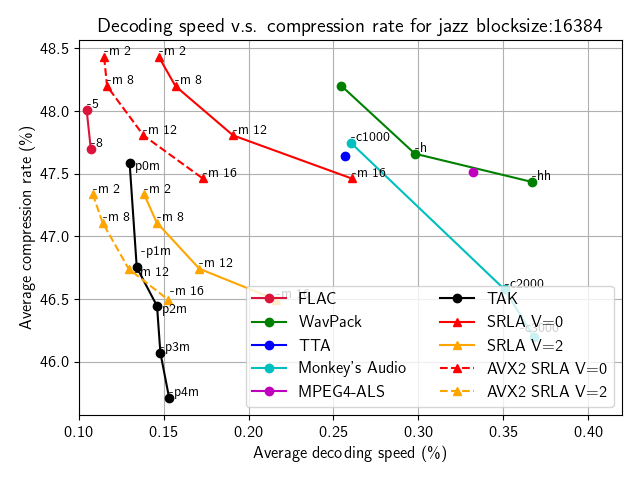 Decoding speed v.s. compression rate for jazz blocksize:16384
48.5
48.0
47.5
47.0
46.5
46.0
Average compression rate (%)
0.10
0.15
0.20
0.25
0.30
0.35
0.40
Average decoding speed (%)
-m 2
-m 2
-m 8
-m 8
-5
-m 12
-m 12
-8
-c1000
-h
-p0m
-m 16
-m 16
-hh
-m 2
-m 2
-m 8
-m 8
-p1m
-m 12
-m 12
-m 16
-m 16
-c2000
-p2m
-c3000
-p3m
-p4m
FLAC
WavPack
TTA
Monkey's Audio
MPEG4-ALS
TAK
SRLA V=0
SRLA V=2
AVX2 SRLA V=0
AVX2 SRLA V=2